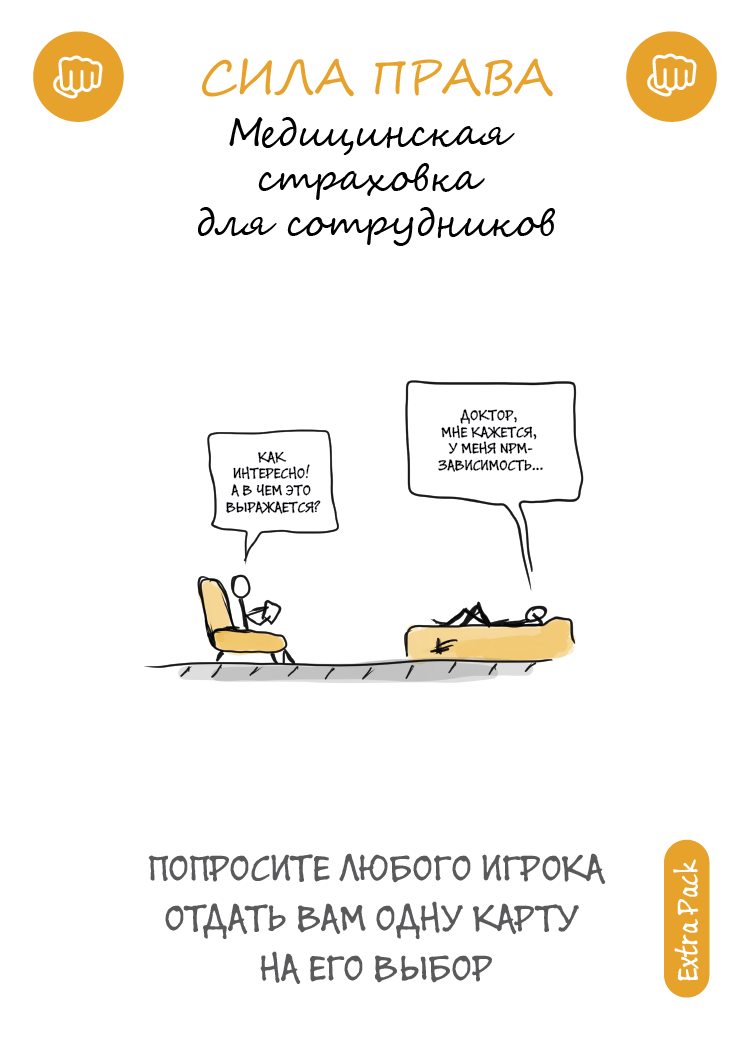 СИЛА ПРАВА
Медицинская
страховка
для сотрудников
ДОКТОР,
МНЕ КАЖЕТСЯ,
У МЕНЯ NPM-
ЗАВИСИМОСТЬ...
КАК
ИНТЕРЕСНО!
А В ЧЕМ ЭТО
ВЫРАЖАЕТСЯ?
ПОПРОСИТЕ ЛЮБОГО ИГРОКА
ОТДАТЬ ВАМ ОДНУ КАРТУ
НА ЕГО ВЫБОР
Extra Pack